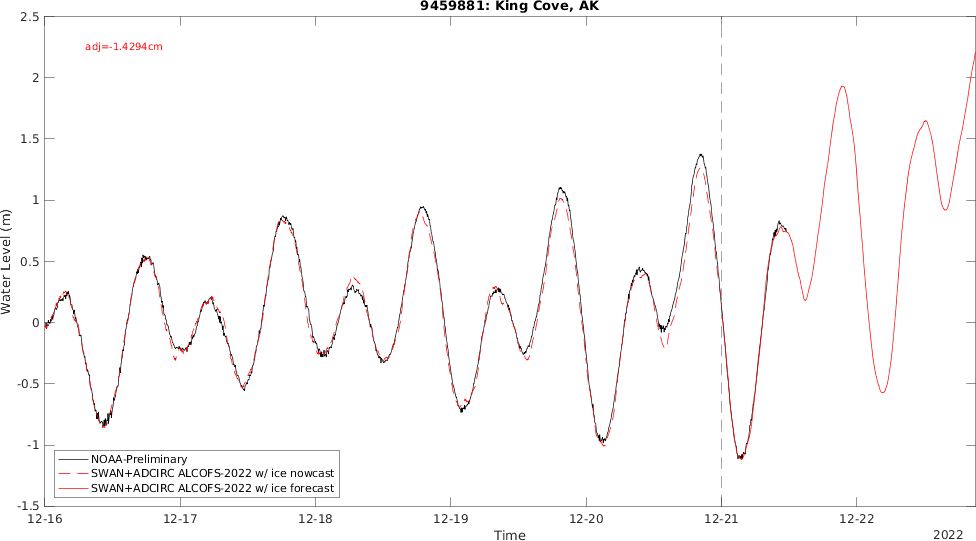 9459881: King Cove, AK
adj=-1.4294cm
2.5
2
1.5
1
0.5
0
-0.5
-1
-1.5
Water Level (m)
NOAA-Preliminary
SWAN+ADCIRC ALCOFS-2022 w/ ice nowcast
SWAN+ADCIRC ALCOFS-2022 w/ ice forecast
12-16 12-17 12-18 12-19 12-20 12-21 12-22
Time
2022